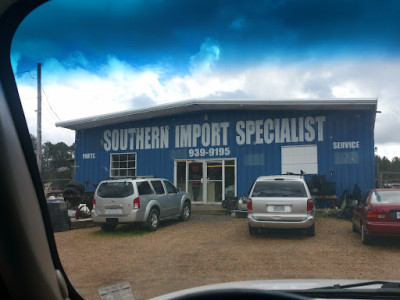 SOUTHERN IMPORT SPECIALIST
PARTS
939-9195
SERVICE